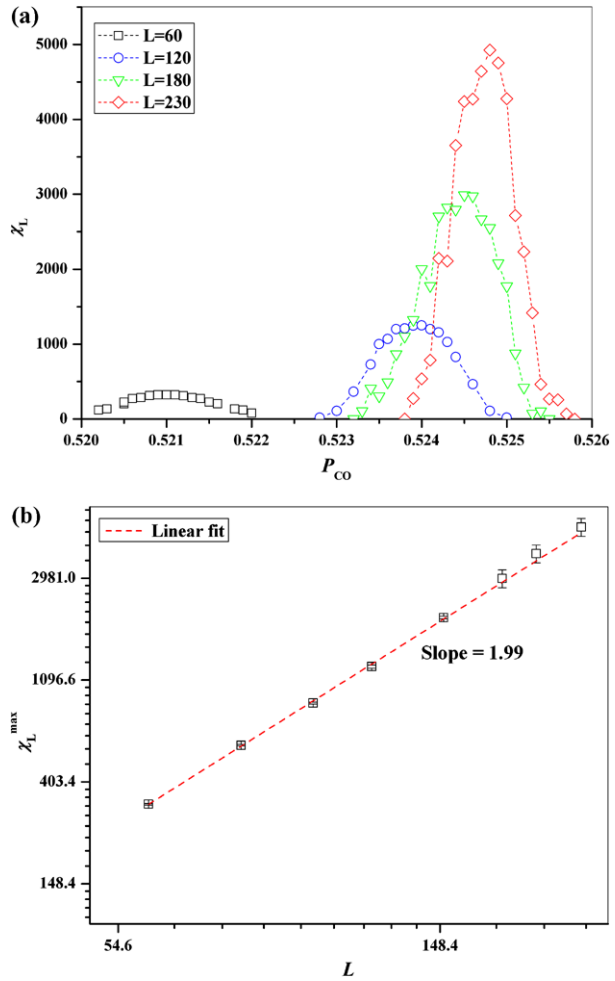 (a)
L=60
L=120
L=180
L=230
5000
4000
3000
2000
1000
0
χL
0.520 0.521 0.522 0.523 0.524 0.525 0.526
PCO
(b)
Linear fit
2981.0
1096.6
403.4
148.4
χL max
Slope = 1.99
54.6 148.4
L